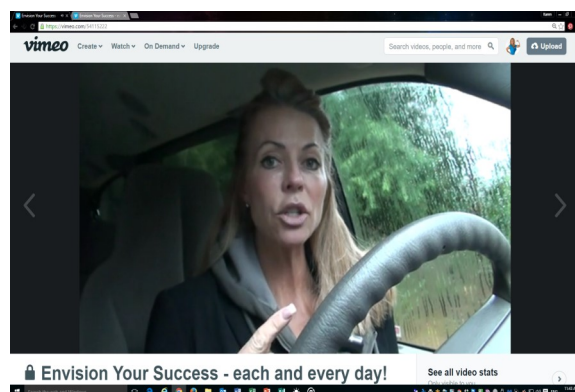 Envision Your Success
Envision Your Success
https://vimeo.com/54115222
vimeo Create Watch On Demand Upgrade
Search videos, people, and more
Upload
Envision Your Success - each and every day!
See all video stats
Only visible to you